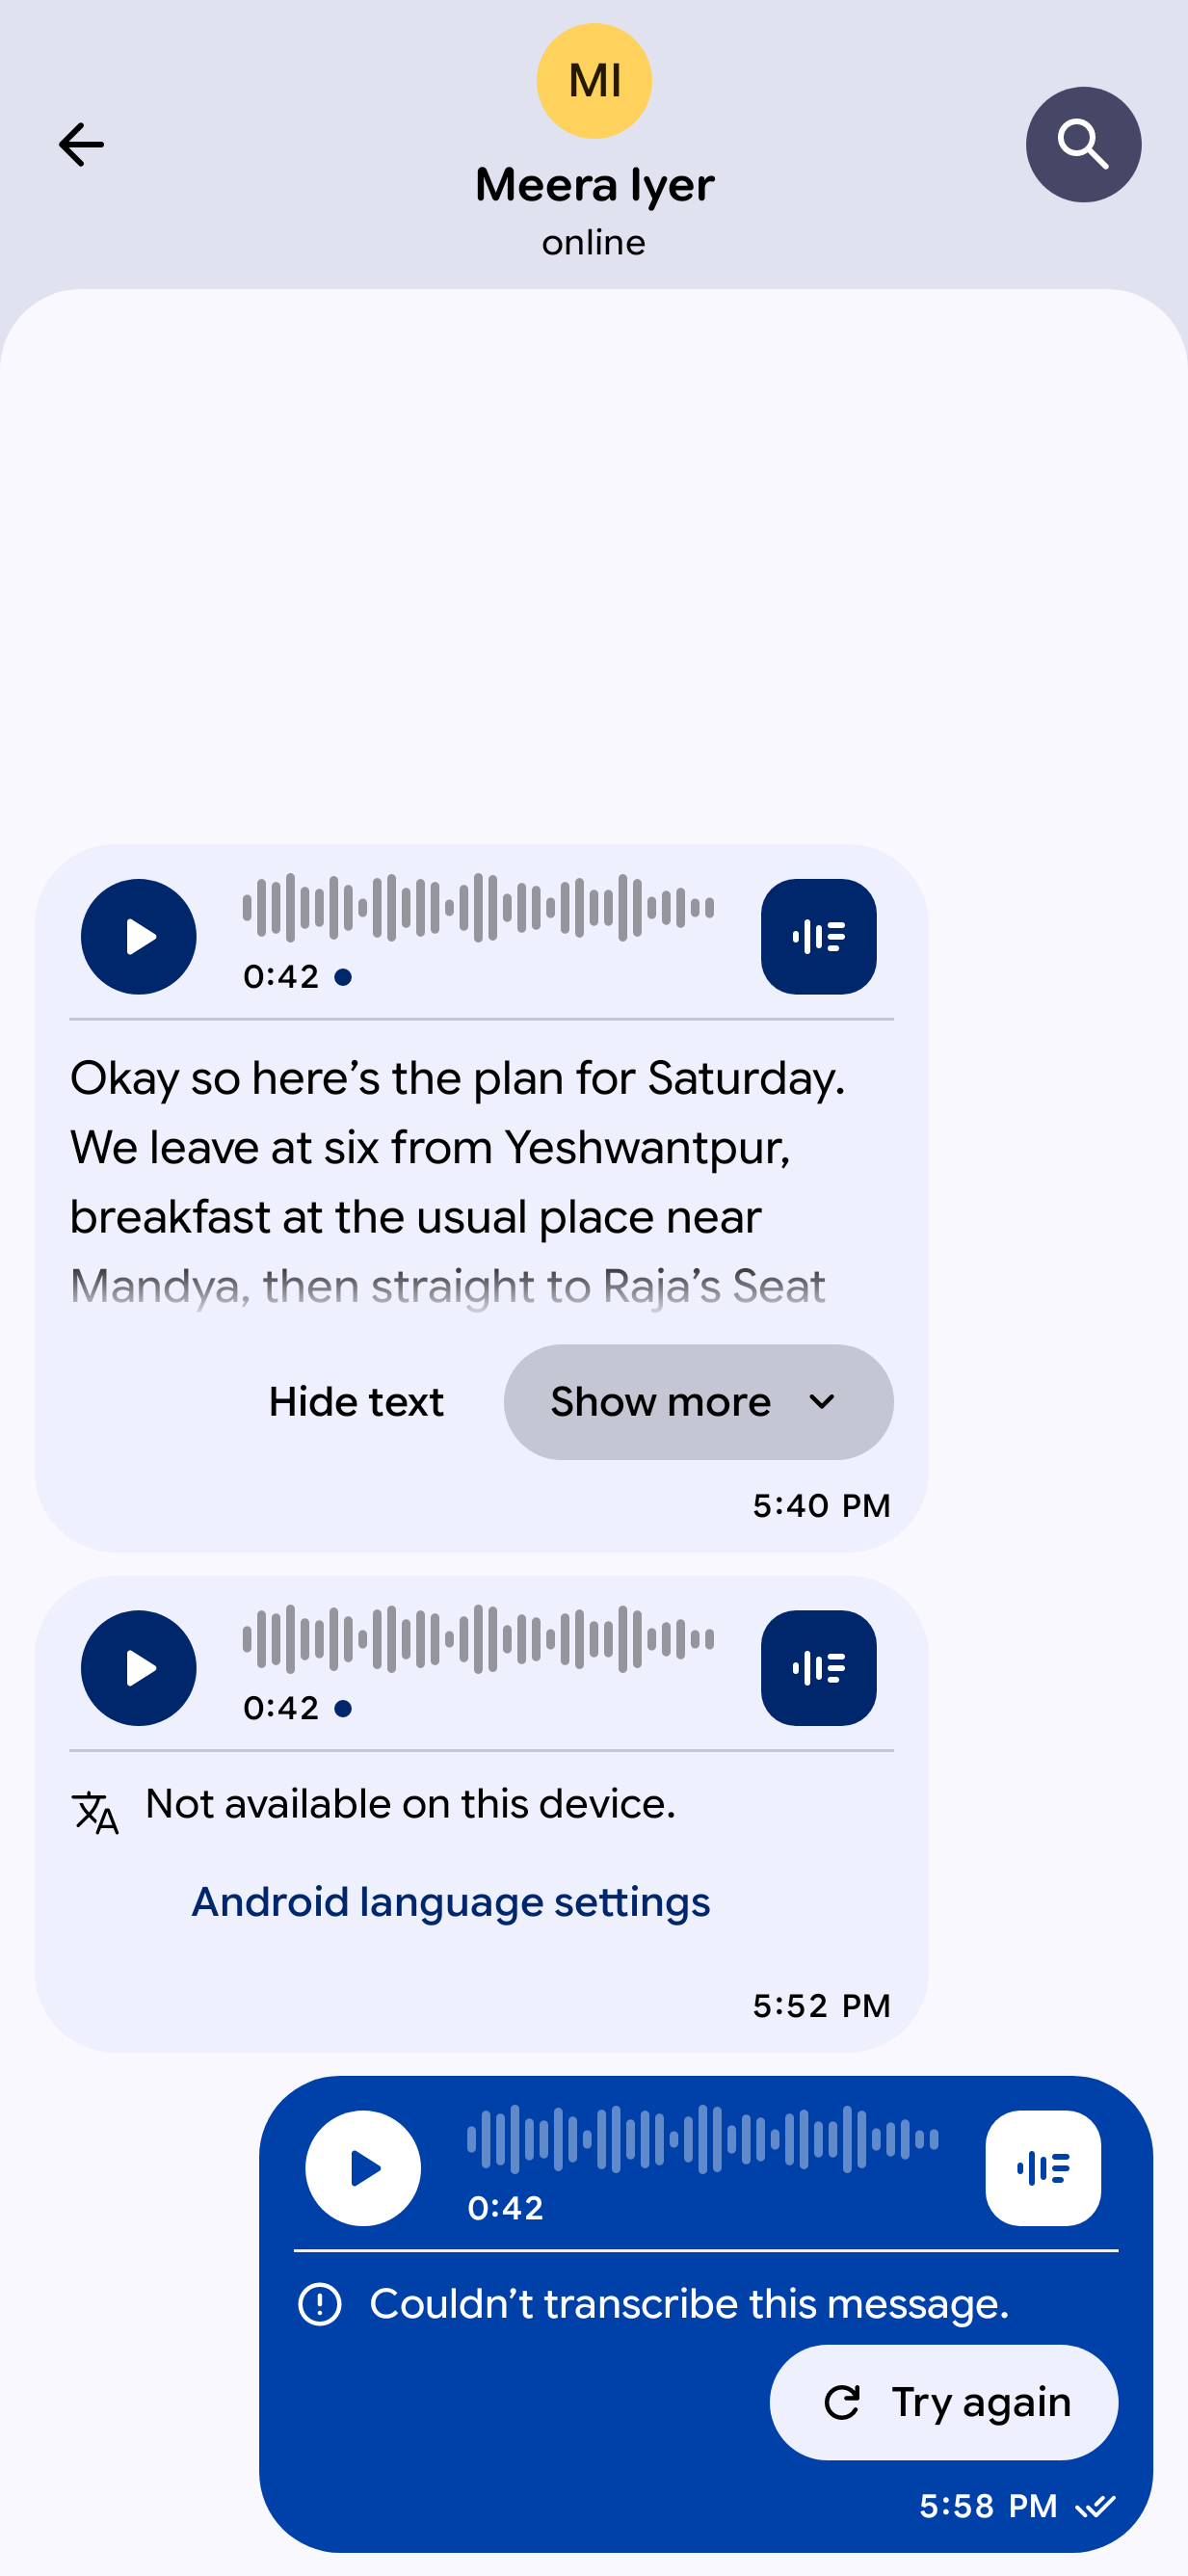 MI
Meera Iyer
online
0:42
Okay so here’s the plan for Saturday.
We leave at six from Yeshwantpur,
breakfast at the usual place near
Mandya, then straight to Raja’s Seat
Hide text
Show more
5:40 PM
0:42
Not available on this device.
Android language settings
5:52 PM
0:42
Couldn’t transcribe this message.
Try again
5:58 PM